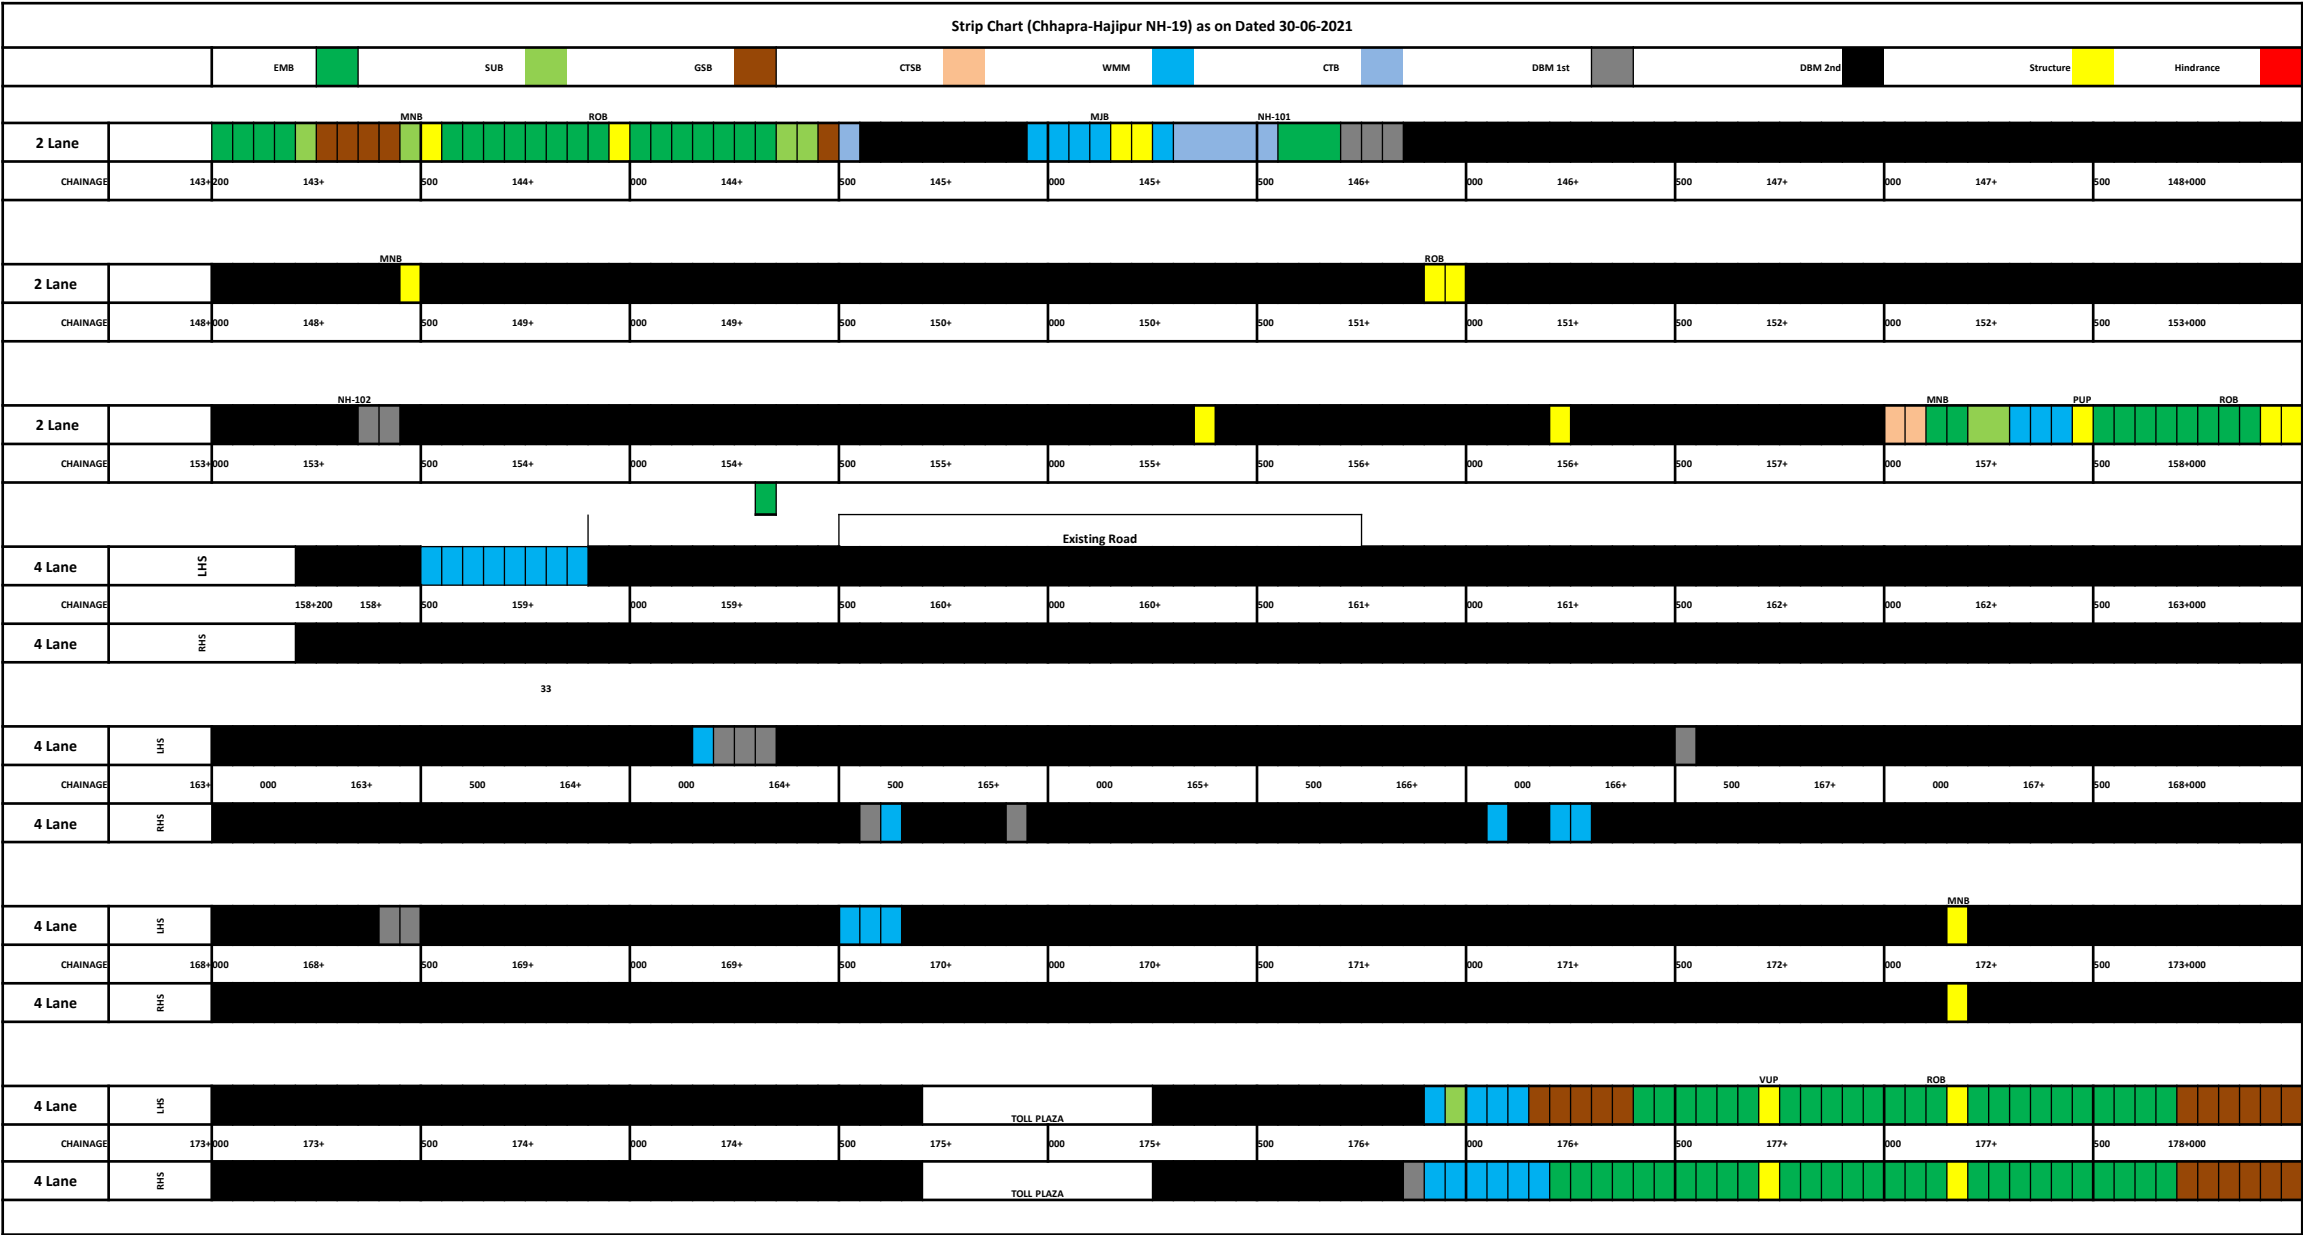 Strip Chart (Chhapra-Hajipur NH-19) as on Dated 30-06-2021
EMB SUB GSB CTSB WMM CTB DBM 1st DBM 2nd Structure Hindrance
MNB ROB MJB NH-101
2 Lane
CHAINAGE 143+200 143+ 500 144+ 000 144+ 500 145+ 000 145+ 500 146+ 000 146+ 500 147+ 000 147+ 500 148+000
MNB ROB
2 Lane
CHAINAGE 148+000 148+ 500 149+ 000 149+ 500 150+ 000 150+ 500 151+ 000 151+ 500 152+ 000 152+ 500 153+000
NH-102 MNB PUP ROB
2 Lane
CHAINAGE 153+000 153+ 500 154+ 000 154+ 500 155+ 000 155+ 500 156+ 000 156+ 500 157+ 000 157+ 500 158+000
Existing Road
4 Lane LHS
CHAINAGE 158+200 158+ 500 159+ 000 159+ 500 160+ 000 160+ 500 161+ 000 161+ 500 162+ 000 162+ 500 163+000
4 Lane RHS
33
4 Lane LHS
CHAINAGE 163+ 000 163+ 500 164+ 000 164+ 500 165+ 000 165+ 500 166+ 000 166+ 500 167+ 000 167+ 500 168+000
4 Lane RHS
MNB
4 Lane LHS
CHAINAGE 168+000 168+ 500 169+ 000 169+ 500 170+ 000 170+ 500 171+ 000 171+ 500 172+ 000 172+ 500 173+000
4 Lane RHS
VUP ROB
4 Lane LHS TOLL PLAZA
CHAINAGE 173+000 173+ 500 174+ 000 174+ 500 175+ 000 175+ 500 176+ 000 176+ 500 177+ 000 177+ 500 178+000
4 Lane RHS TOLL PLAZA